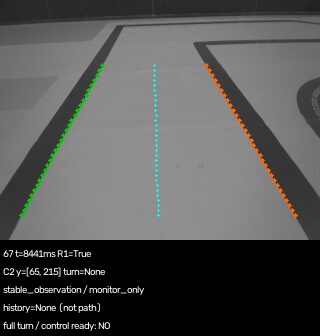 67 t=8441ms R1=True
C2 y=[65, 215] turn=None
stable_observation / monitor_only
history=None (not path)
full turn / control ready: NO